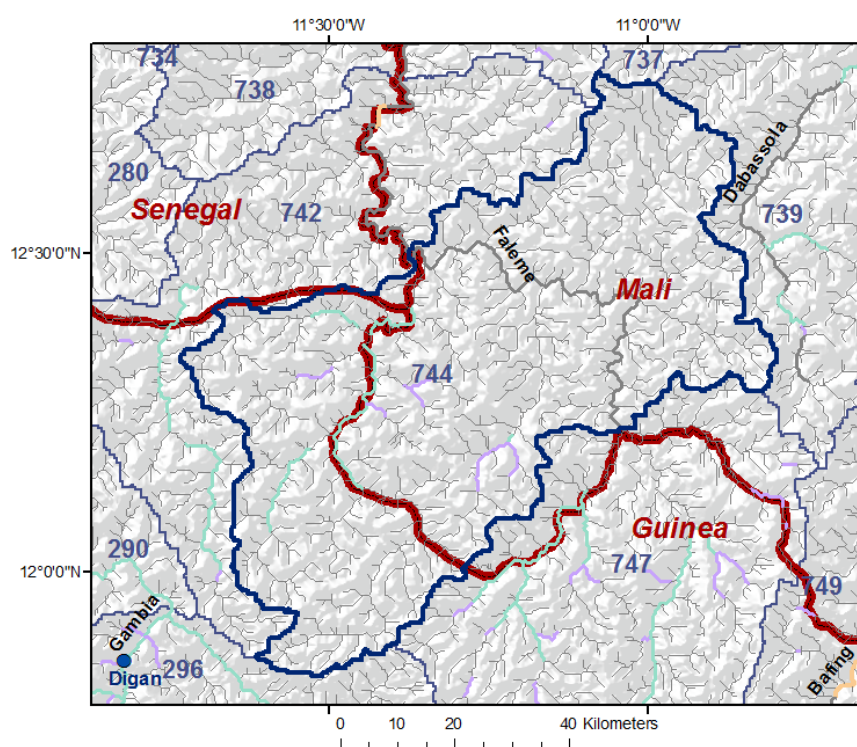 11°30'0"W
11°0'0"W
734
737
738
280
Dabassola
Senegal
742
739
12°30'0"N
Faleme
Mali
744
Guinea
290
12°0'0"N
747
749
Gambia
296
Digan
Bafing
0
10
20
40 Kilometers